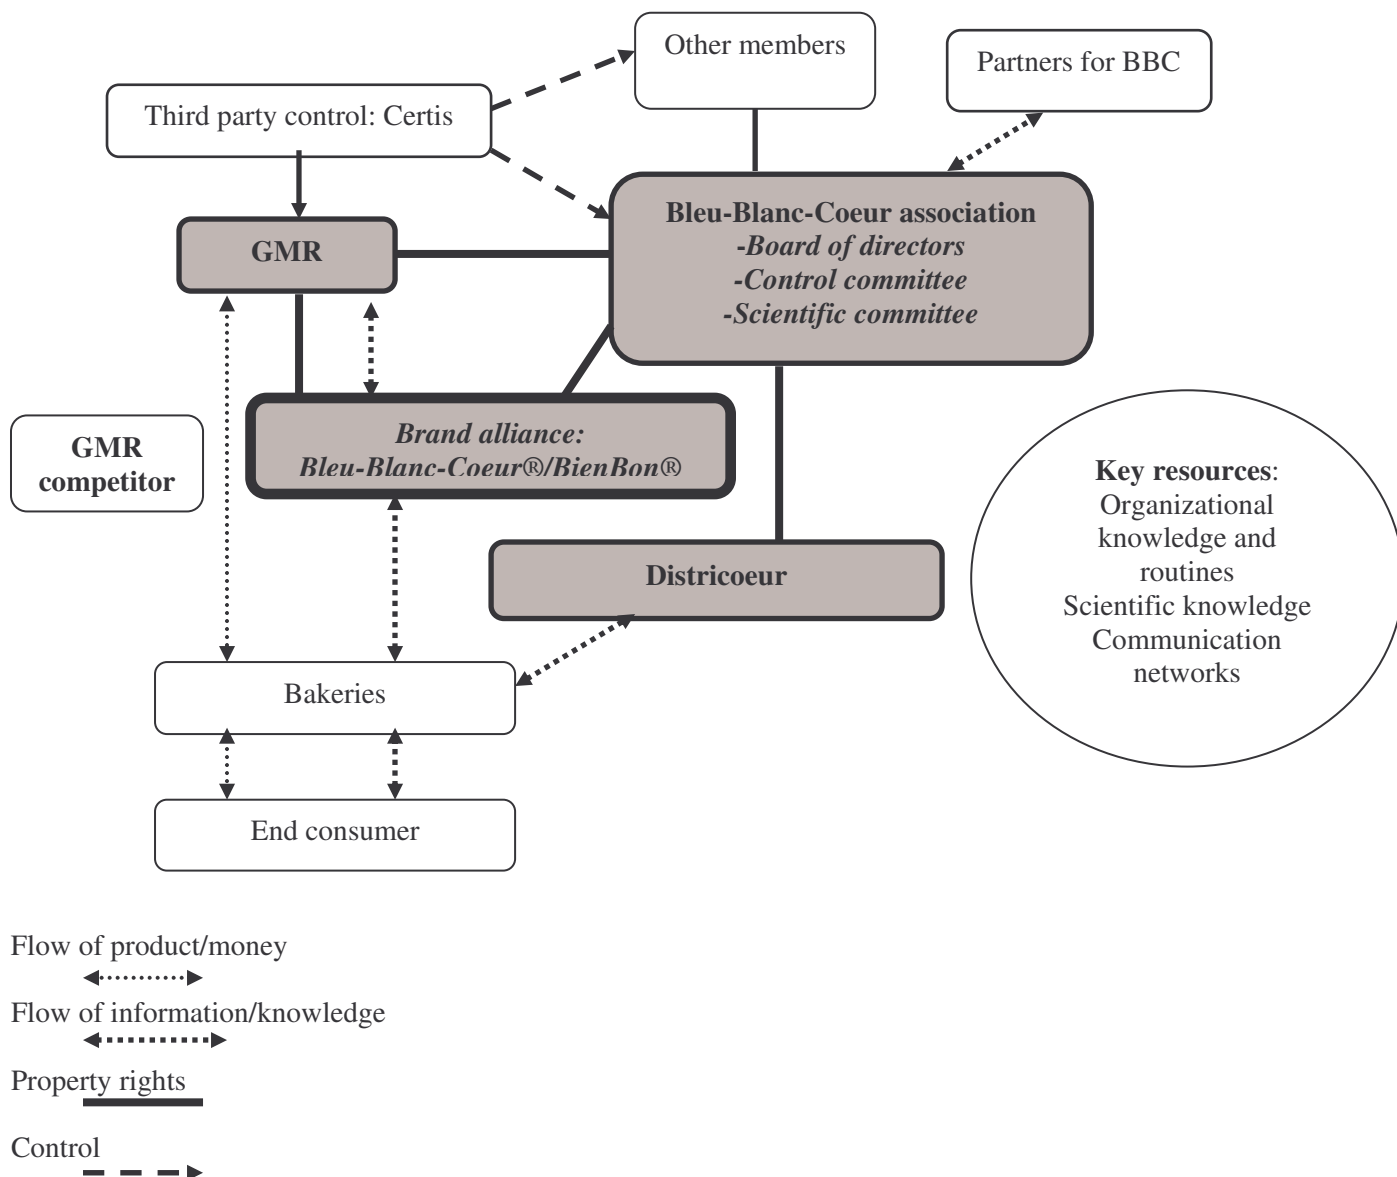 Other members
Partners for BBC
Third party control: Certis
Bleu-Blanc-Coeur association
-Board of directors
-Control committee
-Scientific committee
GMR
Brand alliance:
Bleu-Blanc-Coeur®/BienBon®
GMR
competitor
Key resources:
Organizational
knowledge and
routines
Scientific knowledge
Communication
networks
Districoeur
Bakeries
End consumer
Flow of product/money
Flow of information/knowledge
Property rights
Control